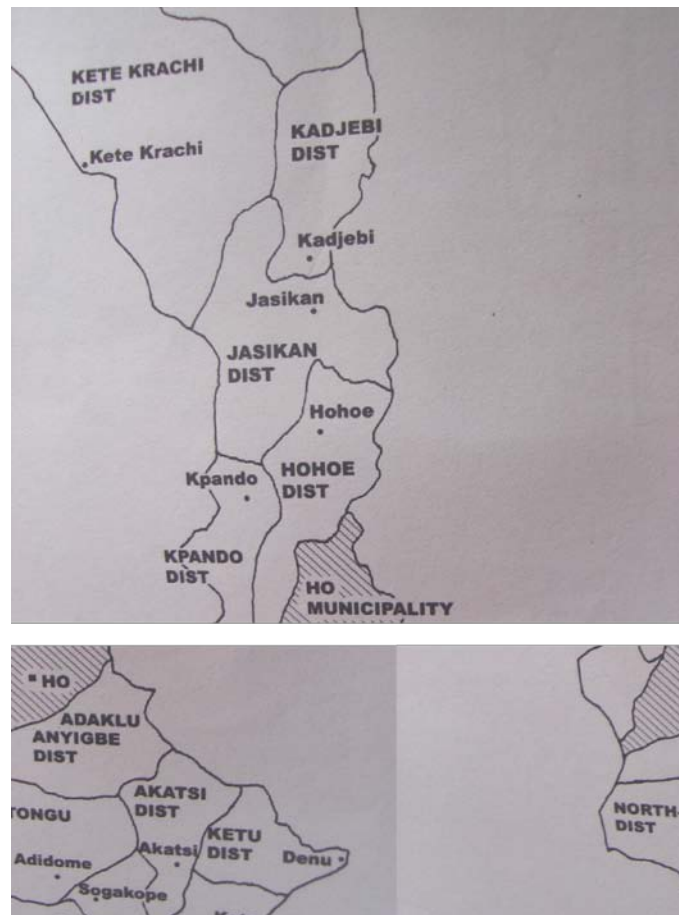 KETE KRACHI
DIST
Kete Krachi
KADJEBI
DIST
Kadjebi
Jasikan
JASIKAN
DIST
Hohoe
Kpando
HOHOE
DIST
KPANDO
DIST
HO
MUNICIPALITY
HO
ADAKLU
ANYIGBE
DIST
AKATSI
DIST
TONGU
KETU
DIST
Akatsi
Denu
Adidome
Sogakope
NORTH
DIST